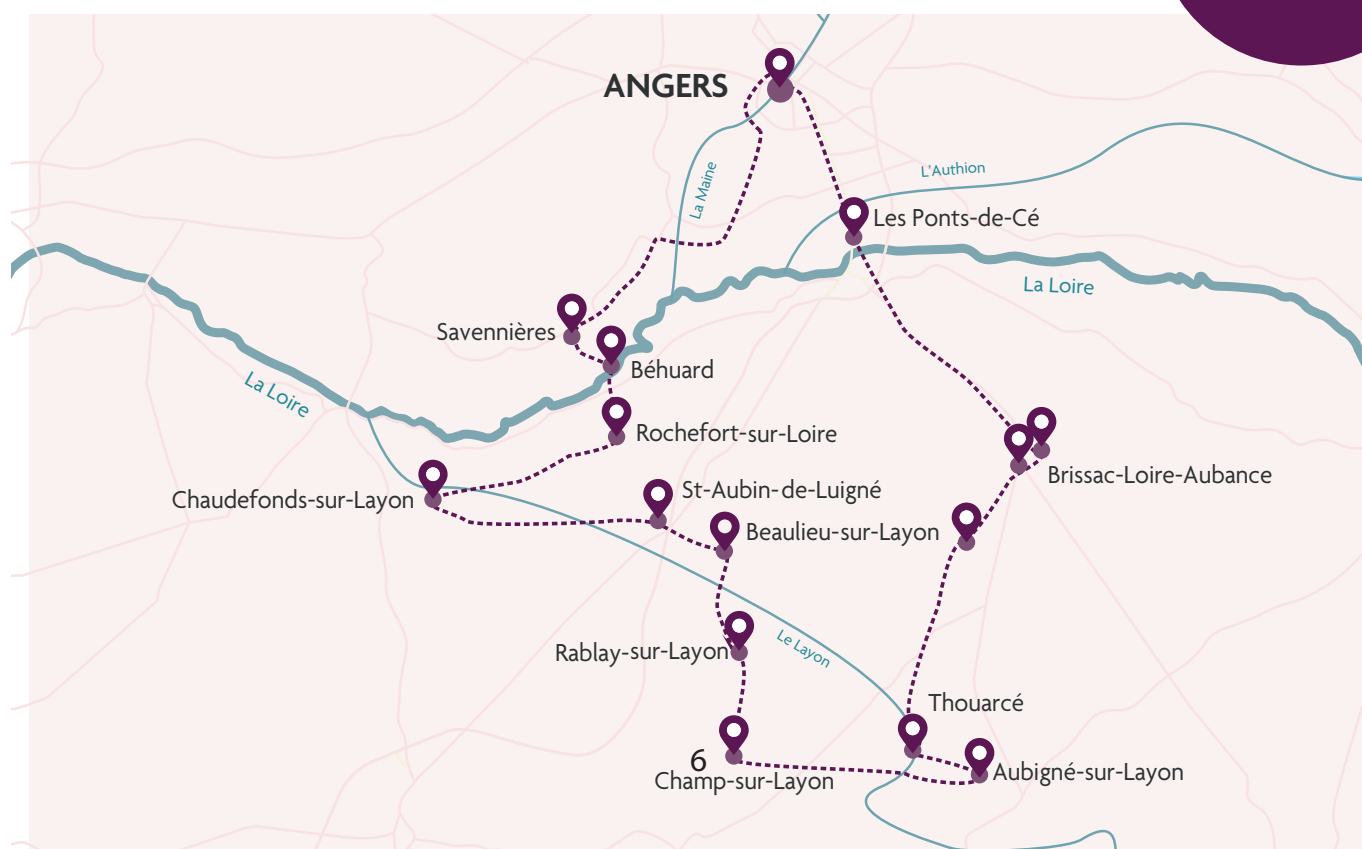 ANGERS
L'Authion
La Maine
Les Ponts-de-Cé
La Loire
Savennières
Béhuard
La Loire
Rochefort-sur-Loire
Brissac-Loire-Aubance
St-Aubin-de-Luigné
Chaudefonds-sur-Layon
Beaulieu-sur-Layon
Le Layon
Rablay-sur-Layon
Thouarcé
6
Champ-sur-Layon
Aubigné-sur-Layon